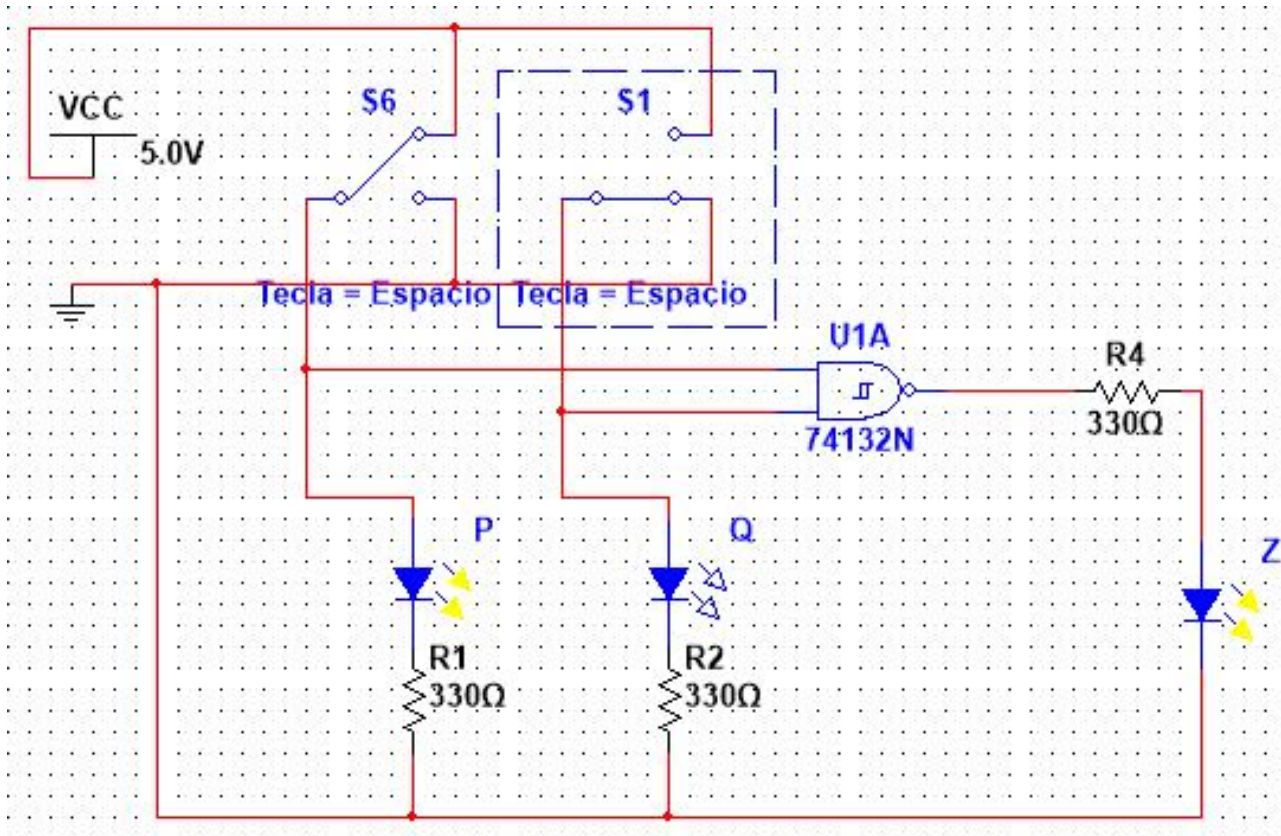 S6
S1
VCC
5.0V
Tecla = Espacio
Tecla = Espacio
U1A
R4
330Ω
74132N
P
Q
Z
R1
330Ω
R2
330Ω